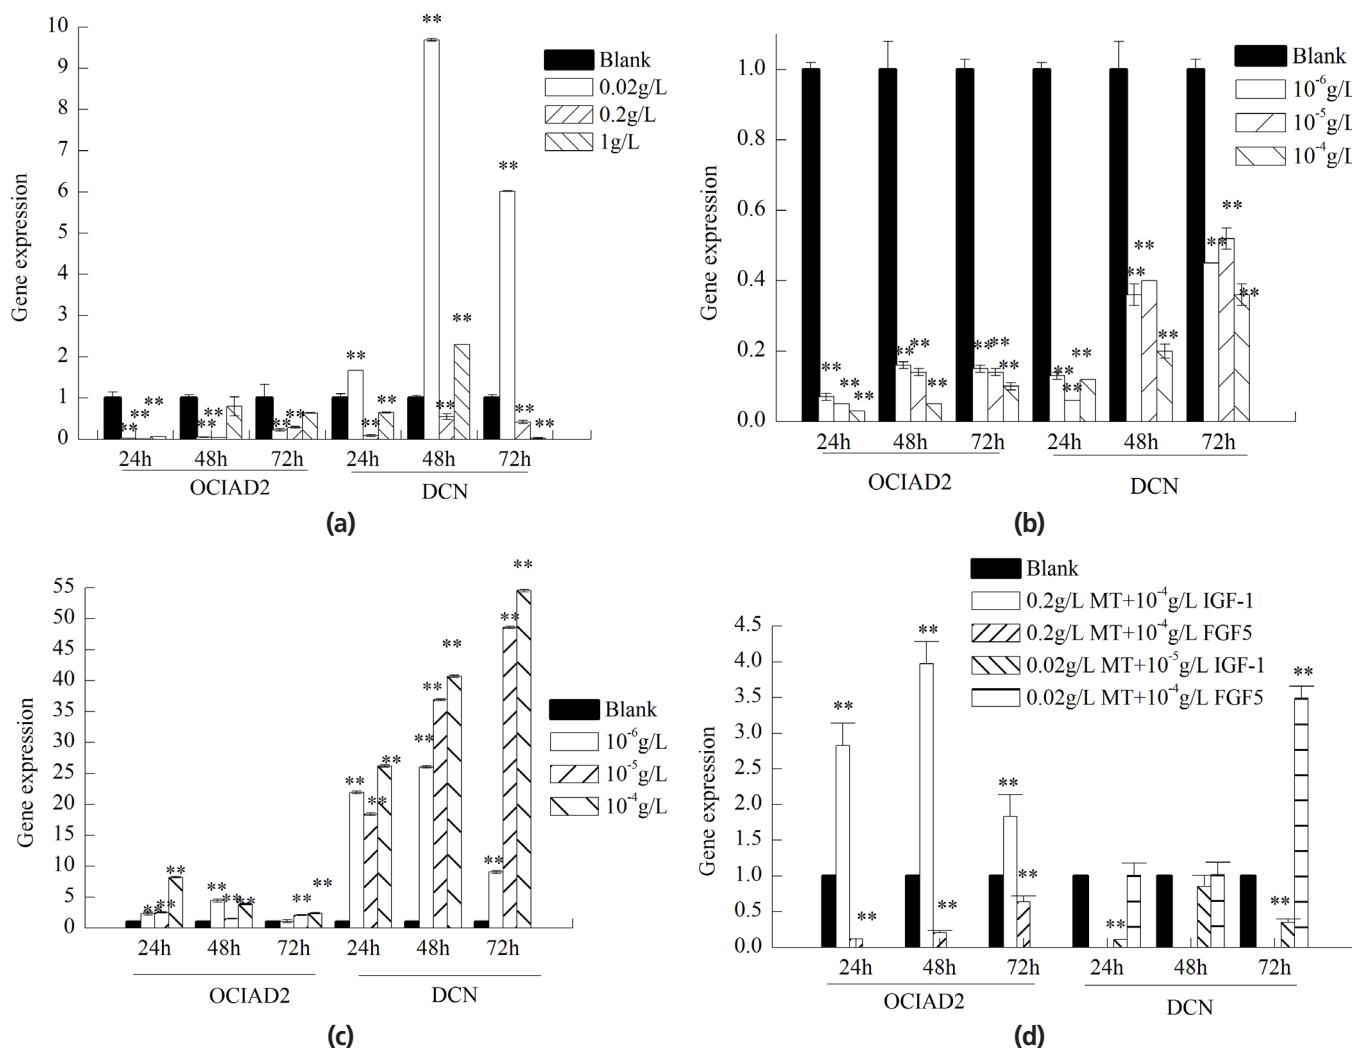 10
9
8
7
6
5
4
3
2
1
0
Gene expression
Blank
0.02g/L
0.2g/L
1g/L
** ** ** ** ** ** ** ** ** ** ** ** ** ** **
24h 48h 72h 24h 48h 72h
OCIAD2 DCN
(a)
1.0
0.8
0.6
0.4
0.2
0.0
Gene expression
Blank
10⁻⁶g/L
10⁻⁵g/L
10⁻⁴g/L
** ** ** ** ** ** ** ** ** ** ** ** ** ** ** ** ** **
24h 48h 72h 24h 48h 72h
OCIAD2 DCN
(b)
55
50
45
40
35
30
25
20
15
10
5
0
Gene expression
Blank
10⁻⁶g/L
10⁻⁵g/L
10⁻⁴g/L
** ** ** ** ** ** ** ** ** ** ** ** ** ** ** ** **
24h 48h 72h 24h 48h 72h
OCIAD2 DCN
(c)
4.5
4.0
3.5
3.0
2.5
2.0
1.5
1.0
0.5
0.0
Gene expression
Blank
0.2g/L MT+10⁻⁴g/L IGF-1
0.2g/L MT+10⁻⁴g/L FGF5
0.02g/L MT+10⁻⁵g/L IGF-1
0.02g/L MT+10⁻⁴g/L FGF5
** ** ** ** ** ** ** **
24h 48h 72h 24h 48h 72h
OCIAD2 DCN
(d)